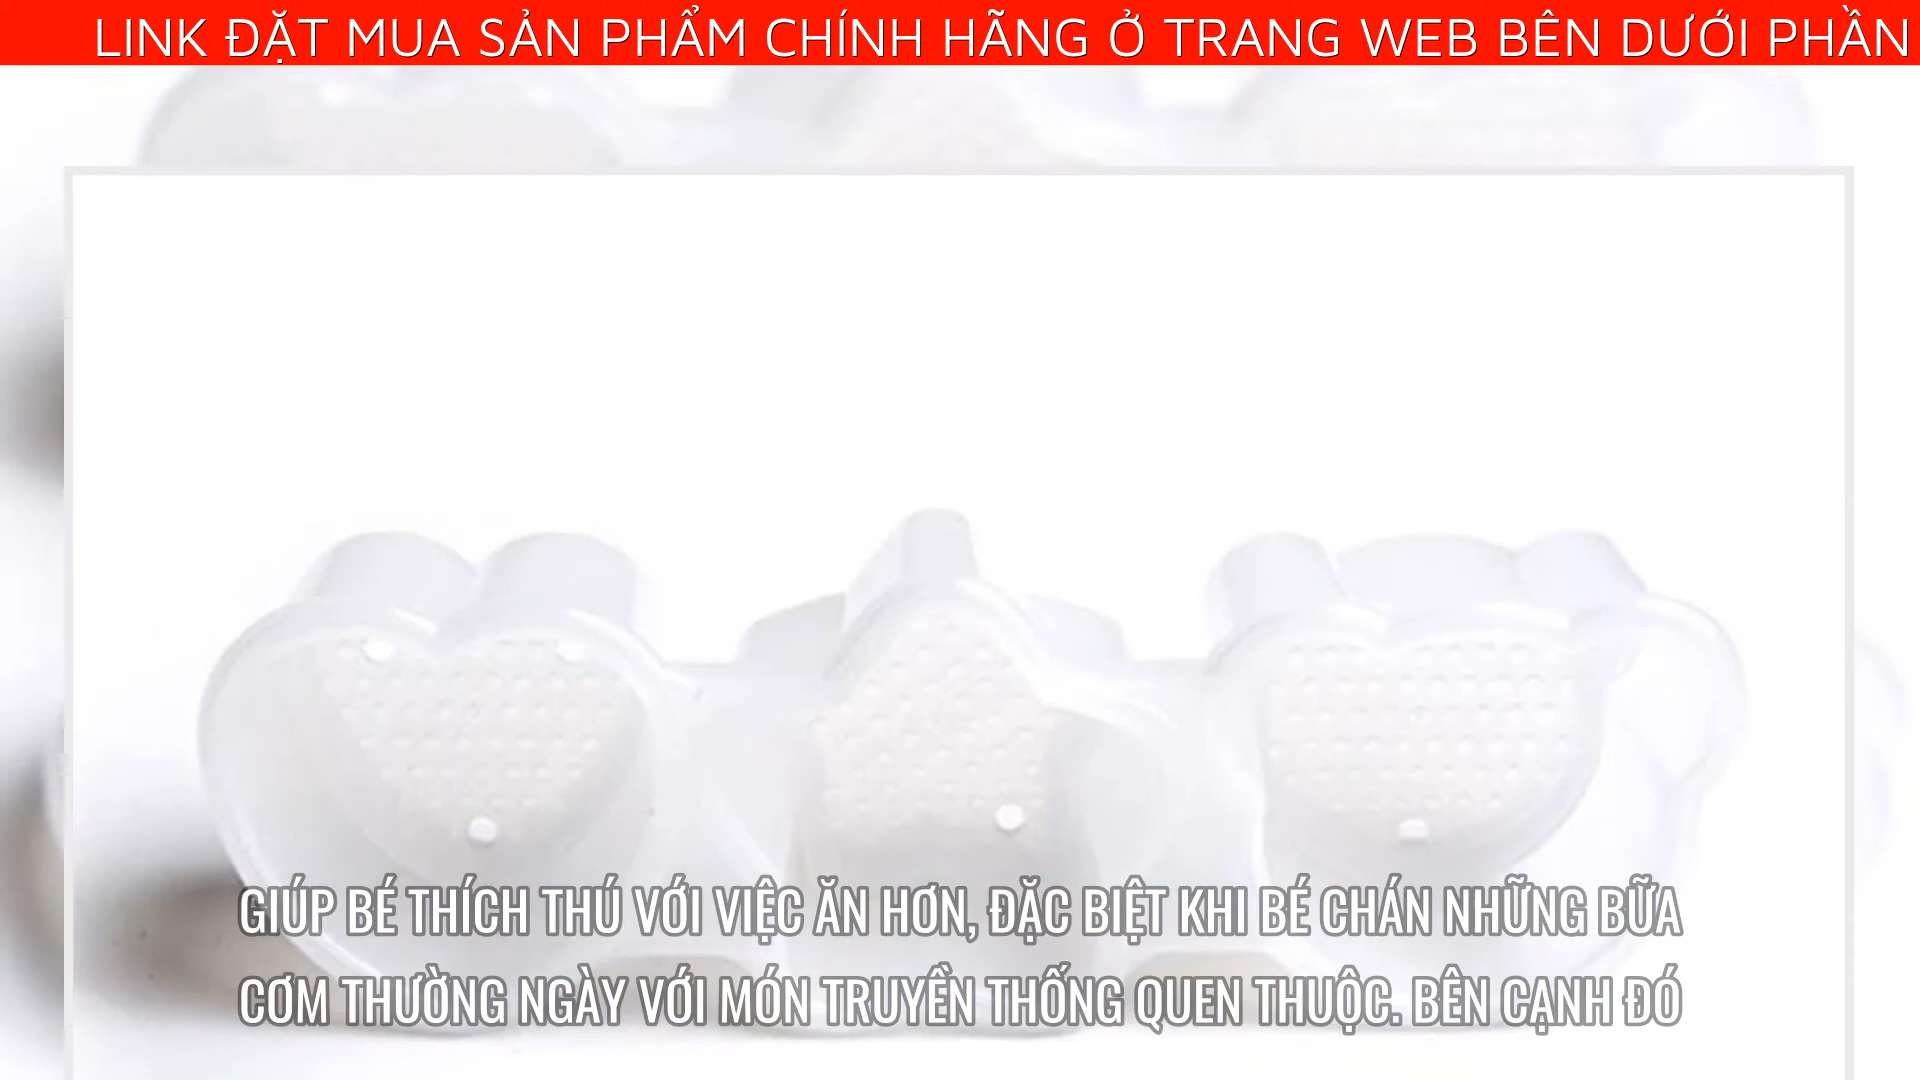 LINK ĐẶT MUA SẢN PHẨM CHÍNH HÃNG Ở TRANG WEB BÊN DƯỚI PHẦN
GIÚP BÉ THÍCH THÚ VỚI VIỆC ĂN HƠN, ĐẶC BIỆT KHI BÉ CHÁN NHỮNG BỮA
CƠM THƯỜNG NGÀY VỚI MÓN TRUYỀN THỐNG QUEN THUỘC. BÊN CẠNH ĐÓ